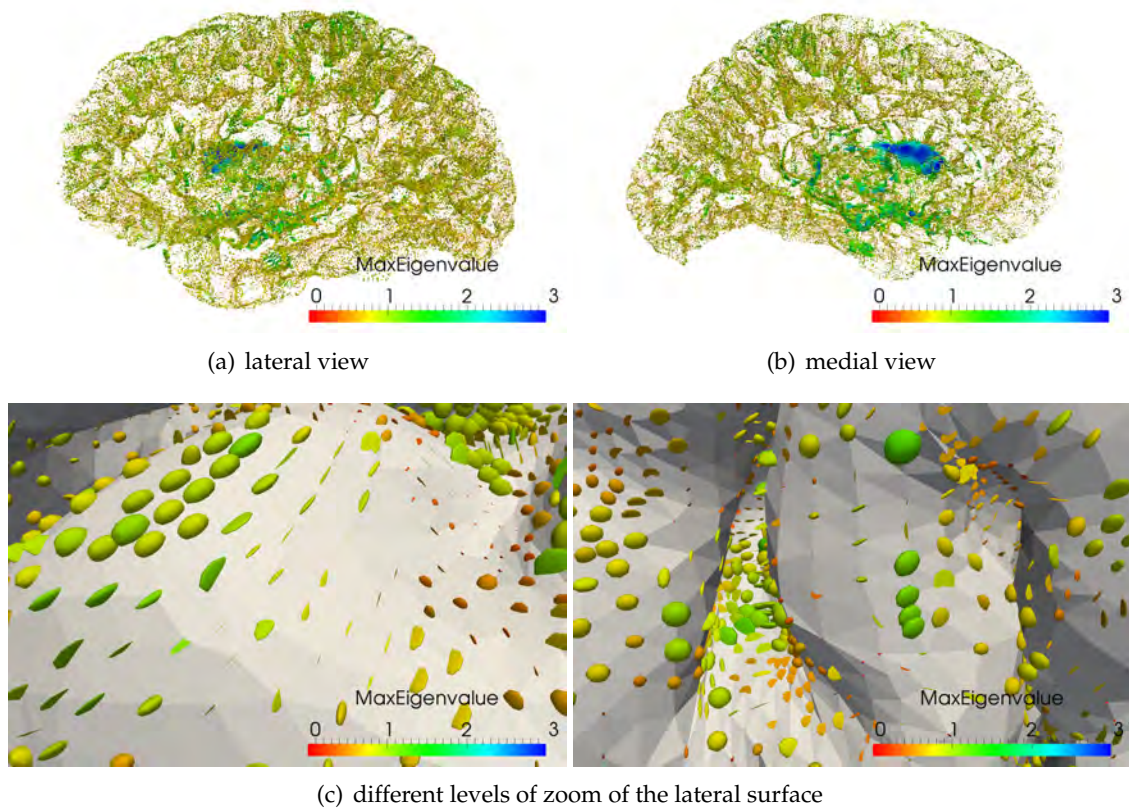 MaxEigenvalue
0 1 2 3
MaxEigenvalue
0 1 2 3
(a) lateral view
(b) medial view
MaxEigenvalue
0 1 2 3
MaxEigenvalue
0 1 2 3
(c) different levels of zoom of the lateral surface